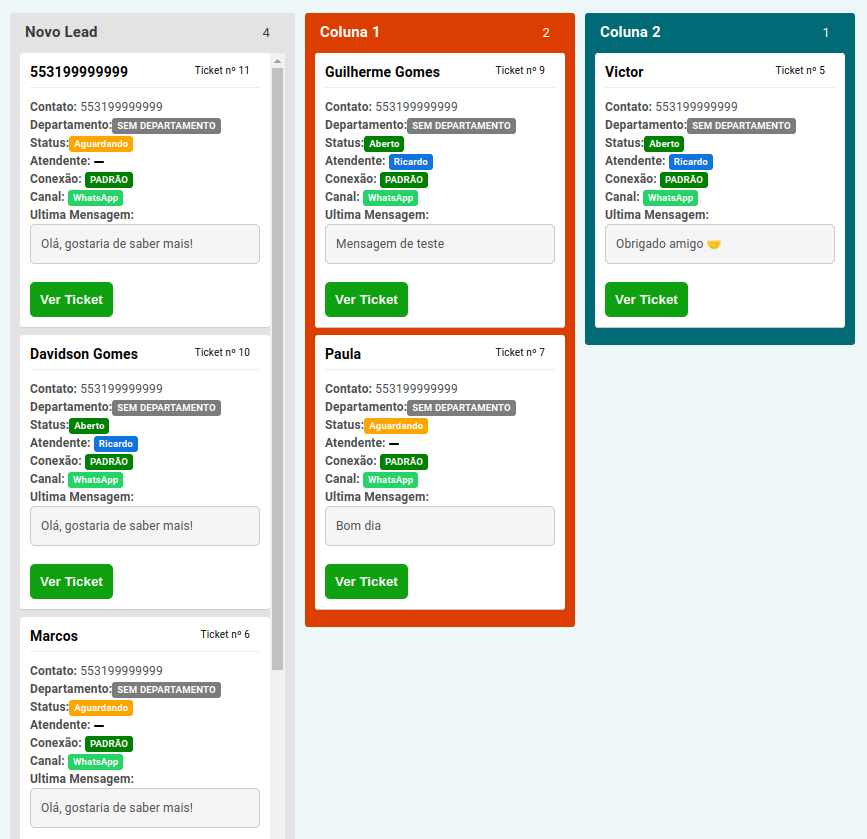 Novo Lead 4
553199999999 Ticket nº 11
Contato: 553199999999
Departamento: SEM DEPARTAMENTO
Status: Aguardando
Atendente: —
Conexão: PADRÃO
Canal: WhatsApp
Ultima Mensagem:
Olá, gostaria de saber mais!
Ver Ticket
Davidson Gomes Ticket nº 10
Contato: 553199999999
Departamento: SEM DEPARTAMENTO
Status: Aberto
Atendente: Ricardo
Conexão: PADRÃO
Canal: WhatsApp
Ultima Mensagem:
Olá, gostaria de saber mais!
Ver Ticket
Marcos Ticket nº 6
Contato: 553199999999
Departamento: SEM DEPARTAMENTO
Status: Aguardando
Atendente: —
Conexão: PADRÃO
Canal: WhatsApp
Ultima Mensagem:
Olá, gostaria de saber mais!
Coluna 1 2
Guilherme Gomes Ticket nº 9
Contato: 553199999999
Departamento: SEM DEPARTAMENTO
Status: Aberto
Atendente: Ricardo
Conexão: PADRÃO
Canal: WhatsApp
Ultima Mensagem:
Mensagem de teste
Ver Ticket
Paula Ticket nº 7
Contato: 553199999999
Departamento: SEM DEPARTAMENTO
Status: Aguardando
Atendente: —
Conexão: PADRÃO
Canal: WhatsApp
Ultima Mensagem:
Bom dia
Ver Ticket
Coluna 2 1
Victor Ticket nº 5
Contato: 553199999999
Departamento: SEM DEPARTAMENTO
Status: Aberto
Atendente: Ricardo
Conexão: PADRÃO
Canal: WhatsApp
Ultima Mensagem:
Obrigado amigo 🤝
Ver Ticket